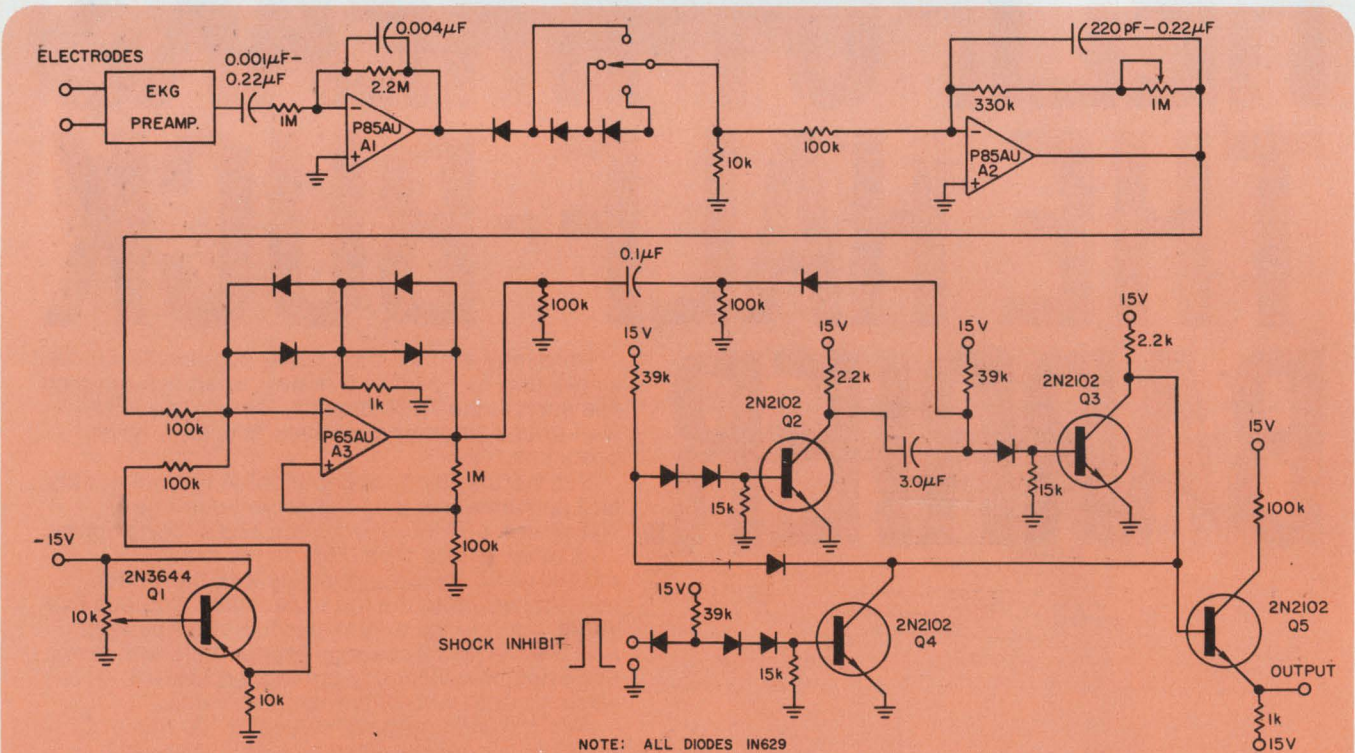 ELECTRODES
EKG
PREAMP.
0.001µF–
0.22µF
1M
0.004µF
2.2M
P85AU
A1
10k
100k
220 pF–0.22µF
330k
1M
P85AU
A2
0.1µF
100k
100k
1k
100k
100k
P65AU
A3
1M
100k
-15V
2N3644
Q1
10k
10k
15 V
39k
15V
2.2k
2N2102
Q2
15k
3.0µF
15 V
39k
15V
2.2k
2N2102
Q3
15k
15V
39k
SHOCK INHIBIT
15k
2N2102
Q4
15V
100k
2N2102
Q5
OUTPUT
1k
15V
NOTE: ALL DIODES IN629